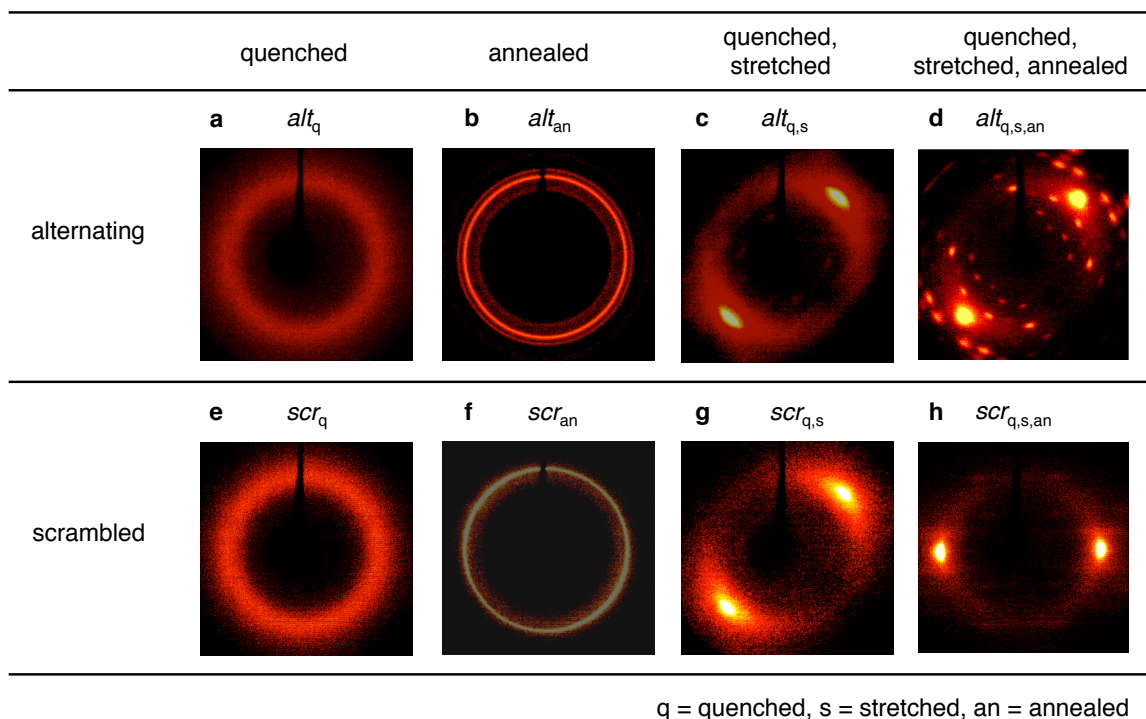 quenched
annealed
quenched,
stretched
quenched,
stretched, annealed
a altq
b altan
c altq,s
d altq,s,an
alternating
e scrq
f scran
g scrq,s
h scrq,s,an
scrambled
q = quenched, s = stretched, an = annealed